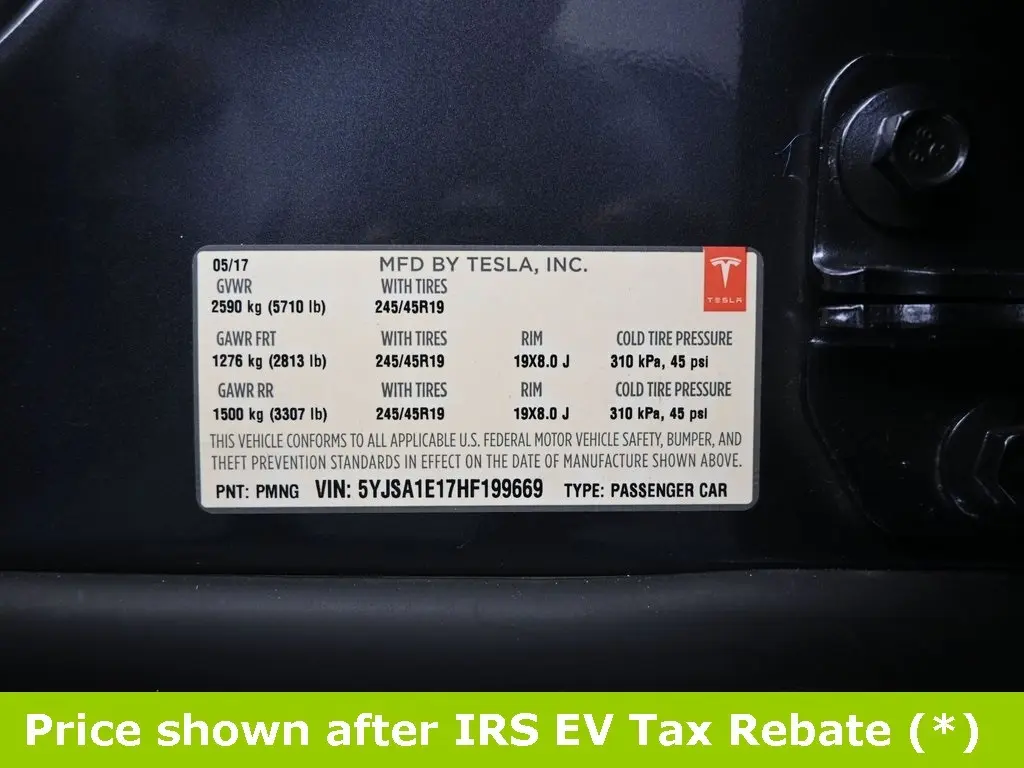 05/17 MFD BY TESLA, INC.
GVWR WITH TIRES
2590 kg (5710 lb) 245/45R19
TESLA
GAWR FRT WITH TIRES RIM COLD TIRE PRESSURE
1276 kg (2813 lb) 245/45R19 19X8.0 J 310 kPa, 45 psi
GAWR RR WITH TIRES RIM COLD TIRE PRESSURE
1500 kg (3307 lb) 245/45R19 19X8.0 J 310 kPa, 45 psi
THIS VEHICLE CONFORMS TO ALL APPLICABLE U.S. FEDERAL MOTOR VEHICLE SAFETY, BUMPER, AND
THEFT PREVENTION STANDARDS IN EFFECT ON THE DATE OF MANUFACTURE SHOWN ABOVE.
PNT: PMNG VIN: 5YJSA1E17HF199669 TYPE: PASSENGER CAR
Price shown after IRS EV Tax Rebate (*)